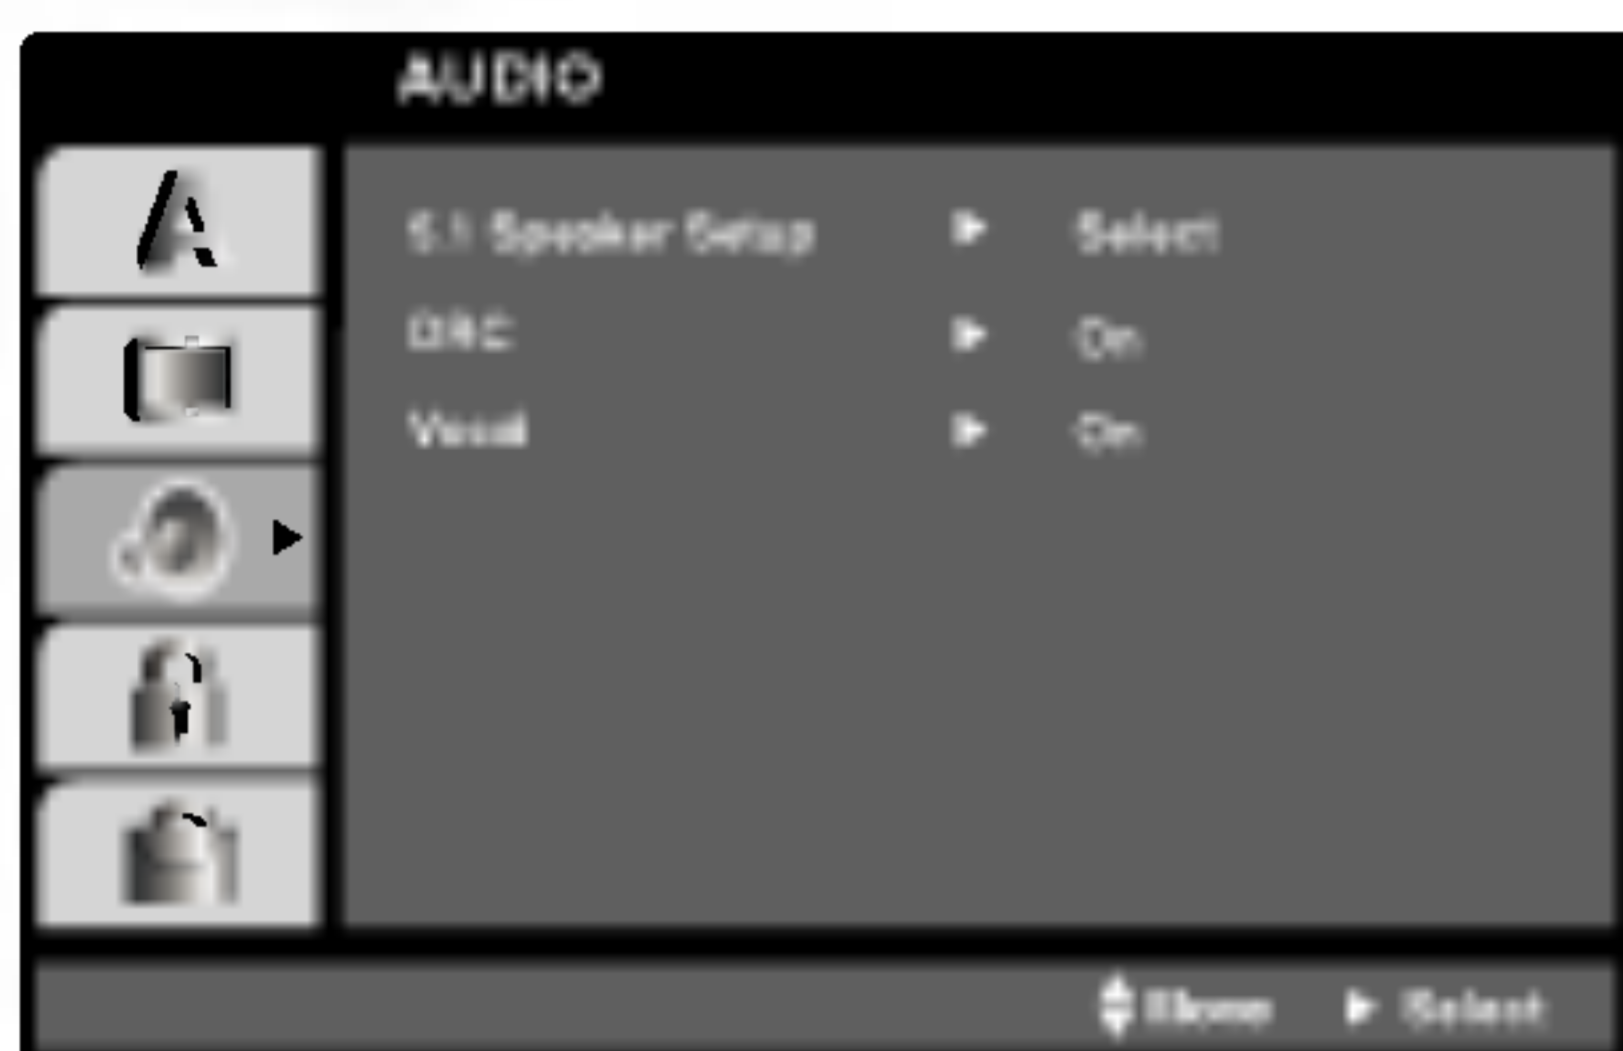 AUDIO
5.1 Speaker Setup ▶ Select
DRC ▶ On
Vocal ▶ On
Move ▶ Select